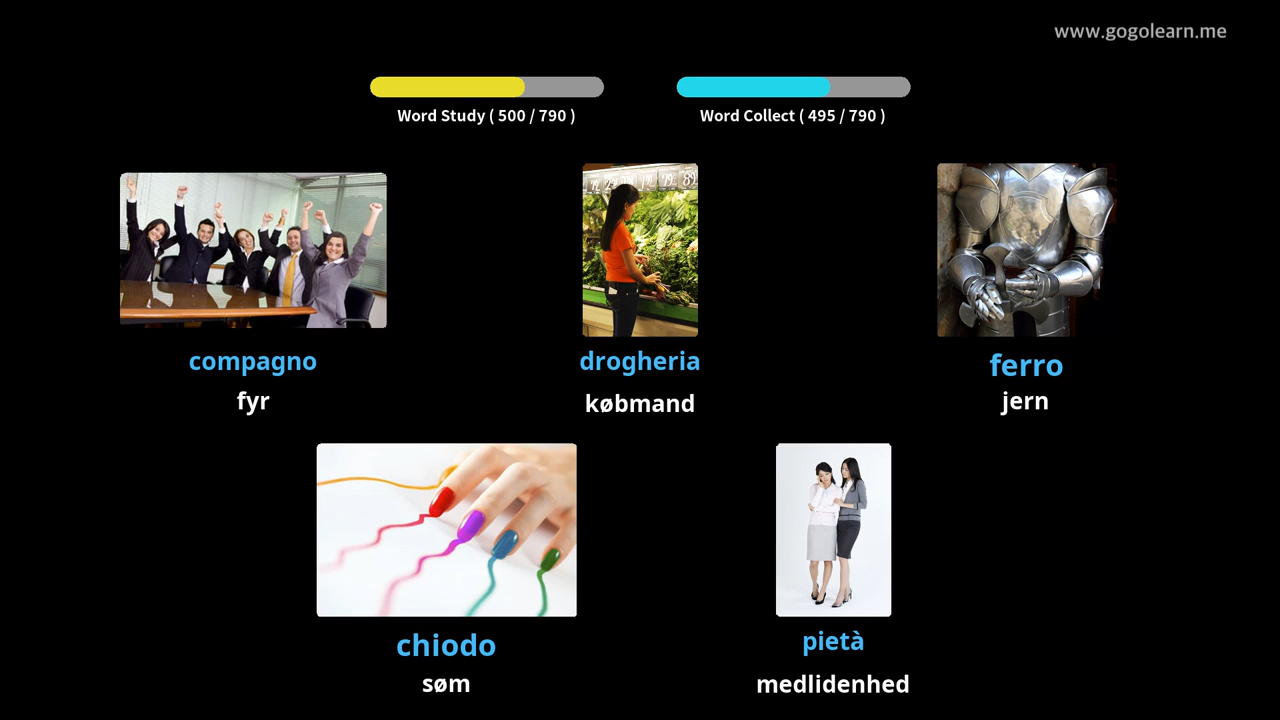 www.gogolearn.me
Word Study ( 500 / 790 )
Word Collect ( 495 / 790 )
compagno
fyr
drogheria
købmand
ferro
jern
chiodo
søm
pietà
medlidenhed